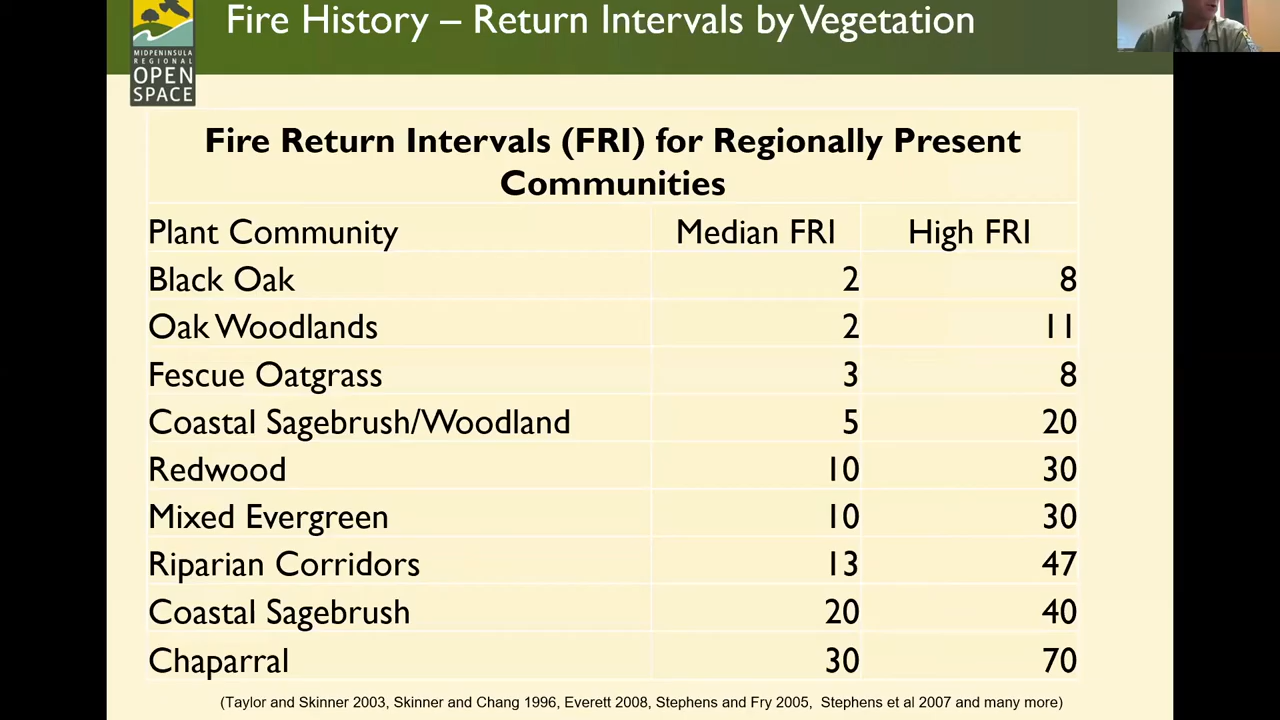 Fire History – Return Intervals by Vegetation
MIDPENINSULA
REGIONAL
OPEN
SPACE
Fire Return Intervals (FRI) for Regionally Present
Communities
Plant Community Median FRI High FRI
Black Oak 2 8
Oak Woodlands 2 11
Fescue Oatgrass 3 8
Coastal Sagebrush/Woodland 5 20
Redwood 10 30
Mixed Evergreen 10 30
Riparian Corridors 13 47
Coastal Sagebrush 20 40
Chaparral 30 70
(Taylor and Skinner 2003, Skinner and Chang 1996, Everett 2008, Stephens and Fry 2005, Stephens et al 2007 and many more)